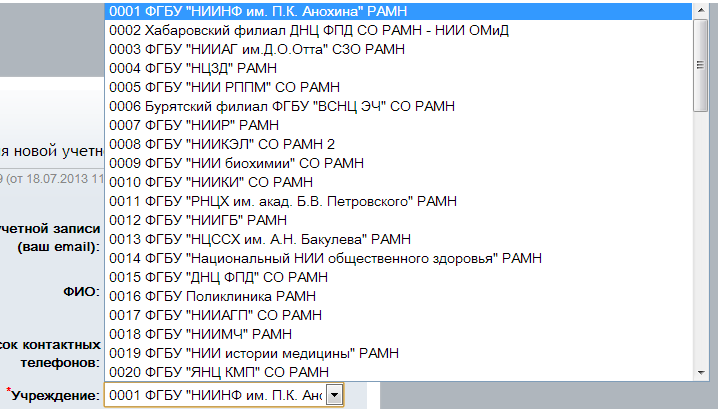 0001 ФГБУ "НИИНФ им. П.К. Анохина" РАМН
0002 Хабаровский филиал ДНЦ ФПД СО РАМН - НИИ ОМиД
0003 ФГБУ "НИИАГ им.Д.О.Отта" СЗО РАМН
0004 ФГБУ "НЦЗД" РАМН
0005 ФГБУ "НИИ РППМ" СО РАМН
0006 Бурятский филиал ФГБУ "ВСНЦ ЭЧ" СО РАМН
0007 ФГБУ "НИИР" РАМН
я новой учетн
0008 ФГБУ "НИИКЭЛ" СО РАМН 2
9 (от 18.07.2013 11
0009 ФГБУ "НИИ биохимии" СО РАМН
0010 ФГБУ "НИИКИ" СО РАМН
0011 ФГБУ "РНЦХ им. акад. Б.В. Петровского" РАМН
учетной записи
0012 ФГБУ "НИИГБ" РАМН
(ваш email):
0013 ФГБУ "НЦССХ им. А.Н. Бакулева" РАМН
0014 ФГБУ "Национальный НИИ общественного здоровья" РАМН
0015 ФГБУ "ДНЦ ФПД" СО РАМН
ФИО:
0016 ФГБУ Поликлиника РАМН
0017 ФГБУ "НИИАГП" СО РАМН
0018 ФГБУ "НИИМЧ" РАМН
сок контактных
телефонов:
0019 ФГБУ "НИИ истории медицины" РАМН
0020 ФГБУ "ЯНЦ КМП" СО РАМН
*Учреждение: 0001 ФГБУ "НИИНФ им. П.К. Ано